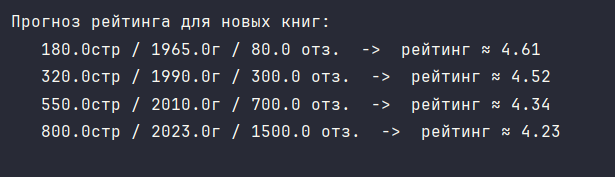 Прогноз рейтинга для новых книг:
180.0стр / 1965.0г / 80.0 отз.  ->  рейтинг ≈ 4.61
320.0стр / 1990.0г / 300.0 отз.  ->  рейтинг ≈ 4.52
550.0стр / 2010.0г / 700.0 отз.  ->  рейтинг ≈ 4.34
800.0стр / 2023.0г / 1500.0 отз.  ->  рейтинг ≈ 4.23